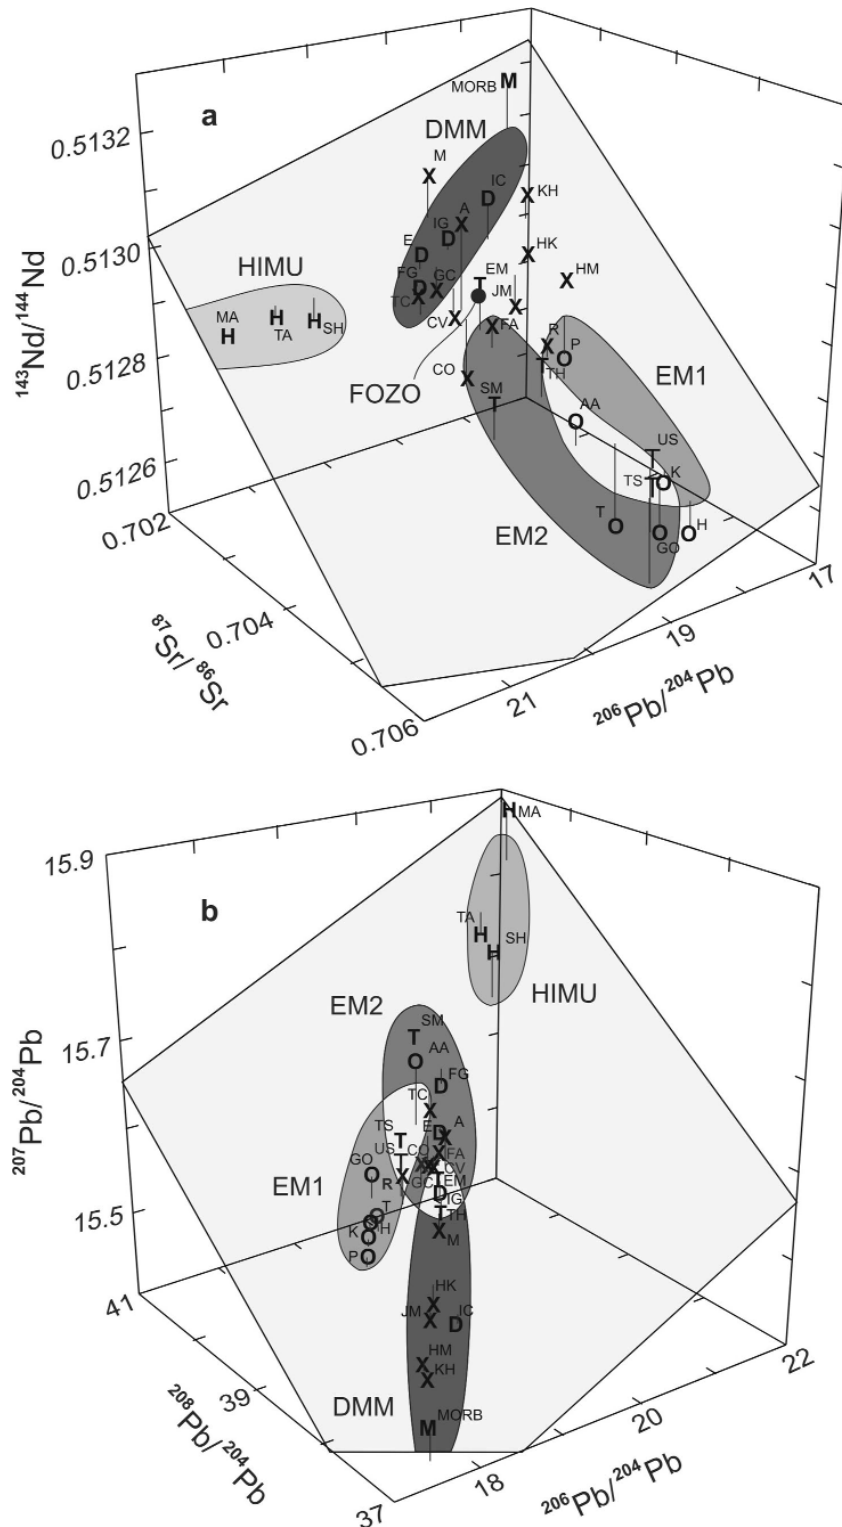 a
0.5132
0.5130
0.5128
0.5126
¹⁴³Nd/¹⁴⁴Nd
0.702
0.704
0.706
⁸⁷Sr/⁸⁶Sr
21
19
17
²⁰⁶Pb/²⁰⁴Pb
MORB M
DMM
M
X
IC
D
A
X
KH
X
IG
D
E
D
HK
X
HIMU
FG
D
GC
X
TC
X
EM
T
HM
X
JM
X
MA
H
H
TA
H SH
CV
X
FA
X
R
X
P
O
EM1
TH
T
CO
X
FOZO
SM
T
AA
O
US
T
TS
T
K
O
EM2
T
O
GO
O
H
O
b
15.9
15.7
15.5
²⁰⁷Pb/²⁰⁴Pb
41
39
37
²⁰⁸Pb/²⁰⁴Pb
18
20
22
²⁰⁶Pb/²⁰⁴Pb
H MA
TA
H
SH
H
HIMU
EM2
SM
T
AA
O
FG
D
TC
X
TS
T
E
D
A
X
US
T
CO
X
FA
X
CV
X
GO
O
R
X
GC
X
EM
T
EM1
IG
D
T
O
TH
T
K
O
H
O
M
X
P
O
HK
X
JM
X
IC
D
HM
X
KH
X
DMM
MORB
M